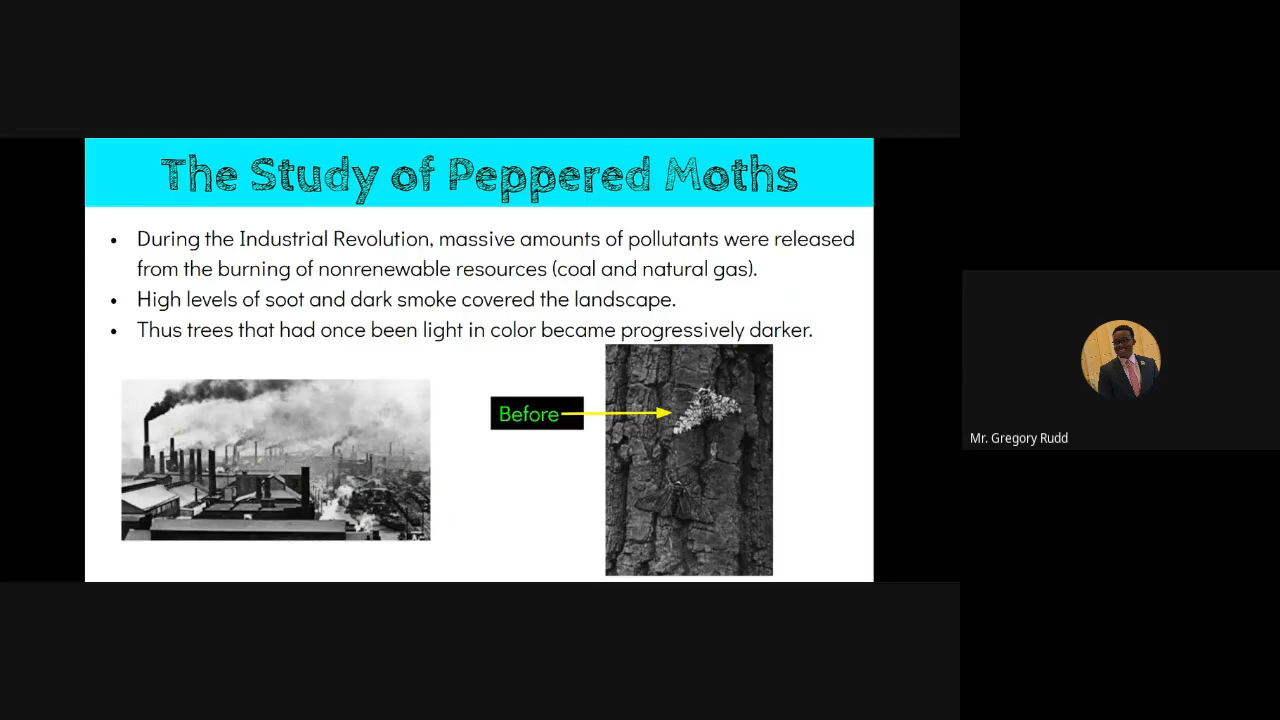 The Study of Peppered Moths
• During the Industrial Revolution, massive amounts of pollutants were released
from the burning of nonrenewable resources (coal and natural gas).
• High levels of soot and dark smoke covered the landscape.
• Thus trees that had once been light in color became progressively darker.
Before
Mr. Gregory Rudd